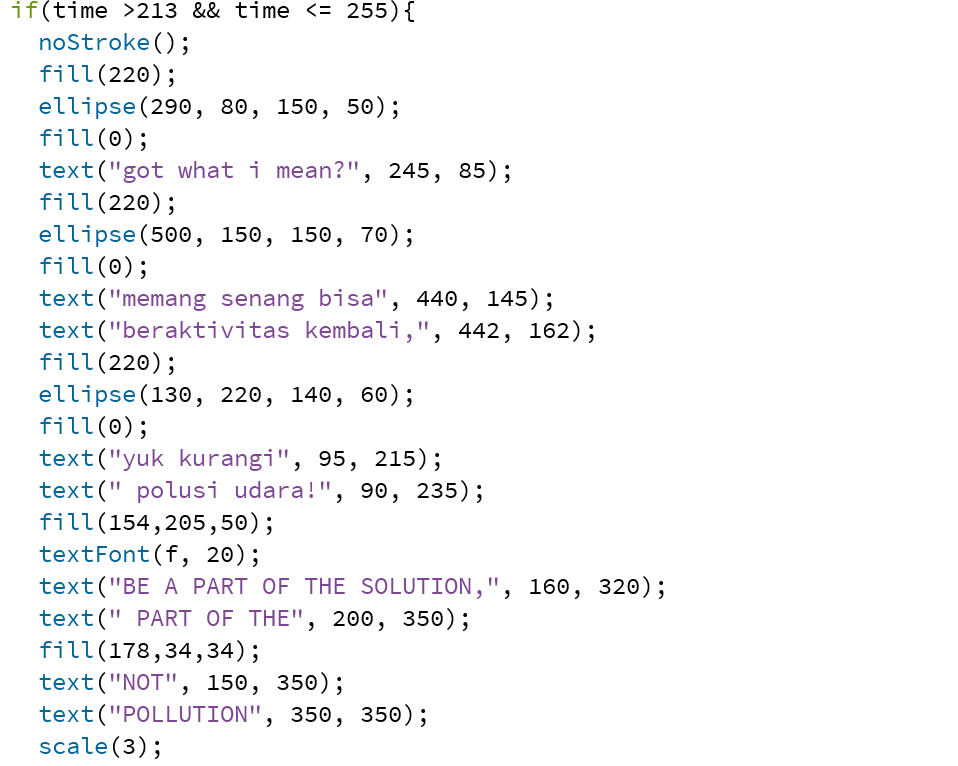 if(time >213 && time <= 255){
noStroke();
fill(220);
ellipse(290, 80, 150, 50);
fill(0);
text("got what i mean?", 245, 85);
fill(220);
ellipse(500, 150, 150, 70);
fill(0);
text("memang senang bisa", 440, 145);
text("beraktivitas kembali,", 442, 162);
fill(220);
ellipse(130, 220, 140, 60);
fill(0);
text("yuk kurangi", 95, 215);
text(" polusi udara!", 90, 235);
fill(154,205,50);
textFont(f, 20);
text("BE A PART OF THE SOLUTION,", 160, 320);
text(" PART OF THE", 200, 350);
fill(178,34,34);
text("NOT", 150, 350);
text("POLLUTION", 350, 350);
scale(3);